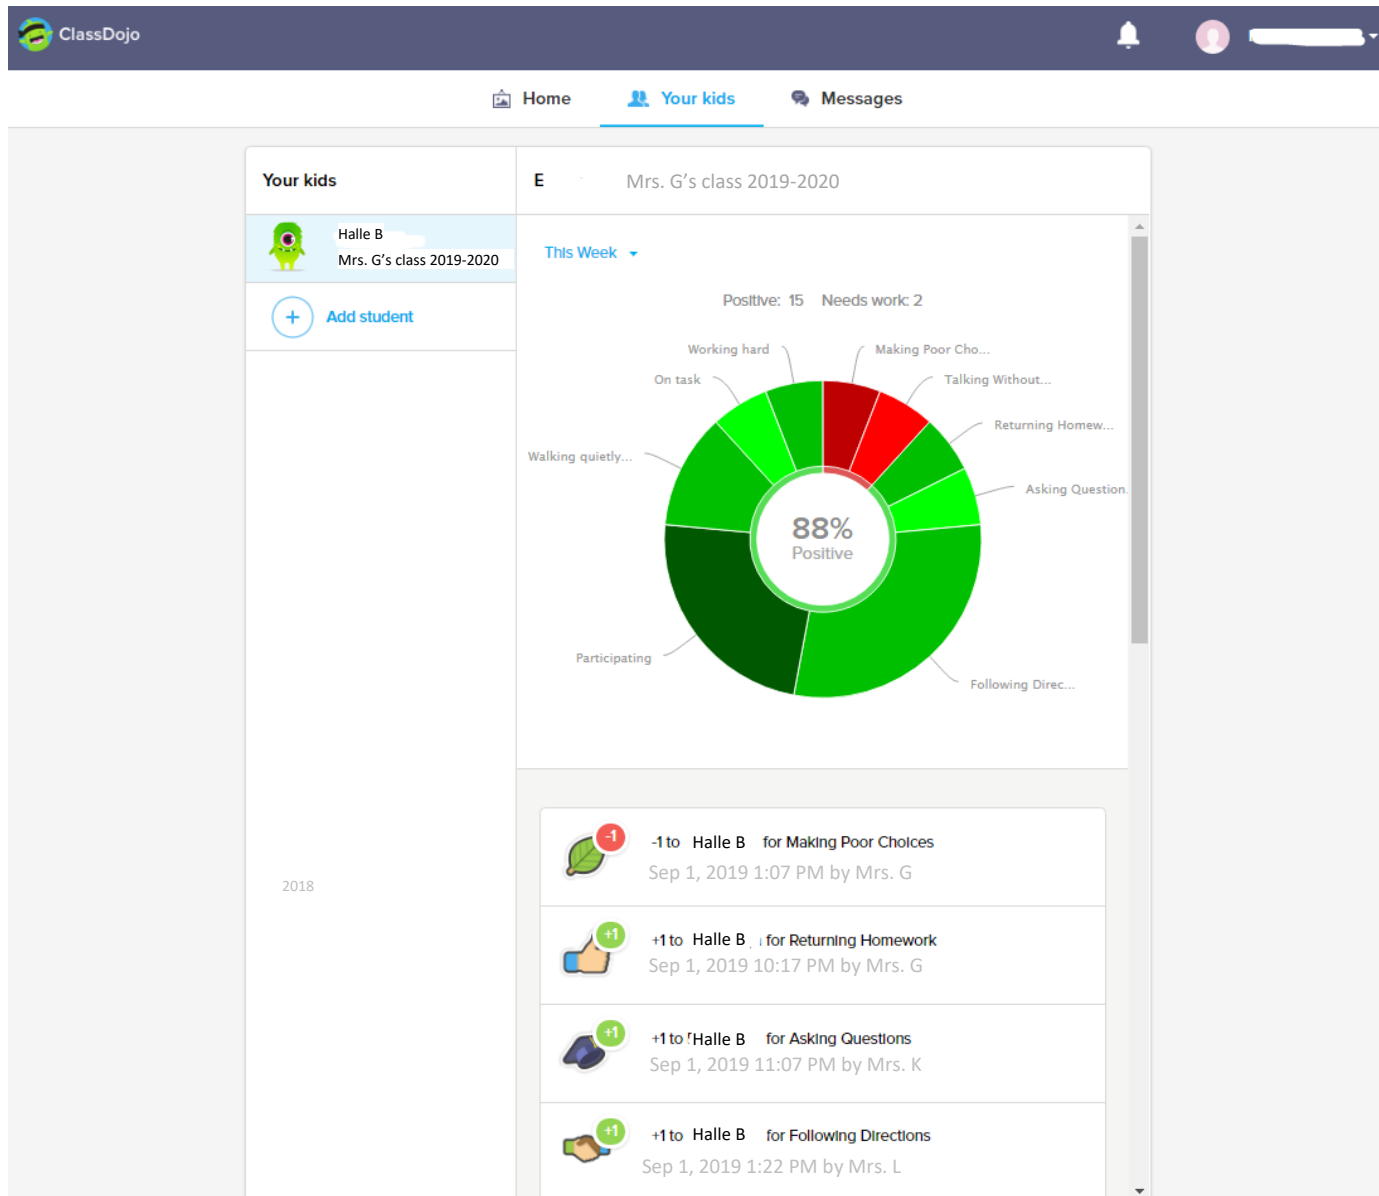 ClassDojo
Home Your kids Messages
Your kids
E Mrs. G's class 2019-2020
Halle B
Mrs. G's class 2019-2020
Add student
This Week
Positive: 15 Needs work: 2
Working hard
Making Poor Cho...
On task
Talking Without...
Returning Homew...
Walking quietly...
Asking Question.
88%
Positive
Participating
Following Direc...
2018
-1
-1 to Halle B for Making Poor Choices
Sep 1, 2019 1:07 PM by Mrs. G
+1
+1 to Halle B for Returning Homework
Sep 1, 2019 10:17 PM by Mrs. G
+1
+1 to Halle B for Asking Questions
Sep 1, 2019 11:07 PM by Mrs. K
+1
+1 to Halle B for Following Directions
Sep 1, 2019 1:22 PM by Mrs. L